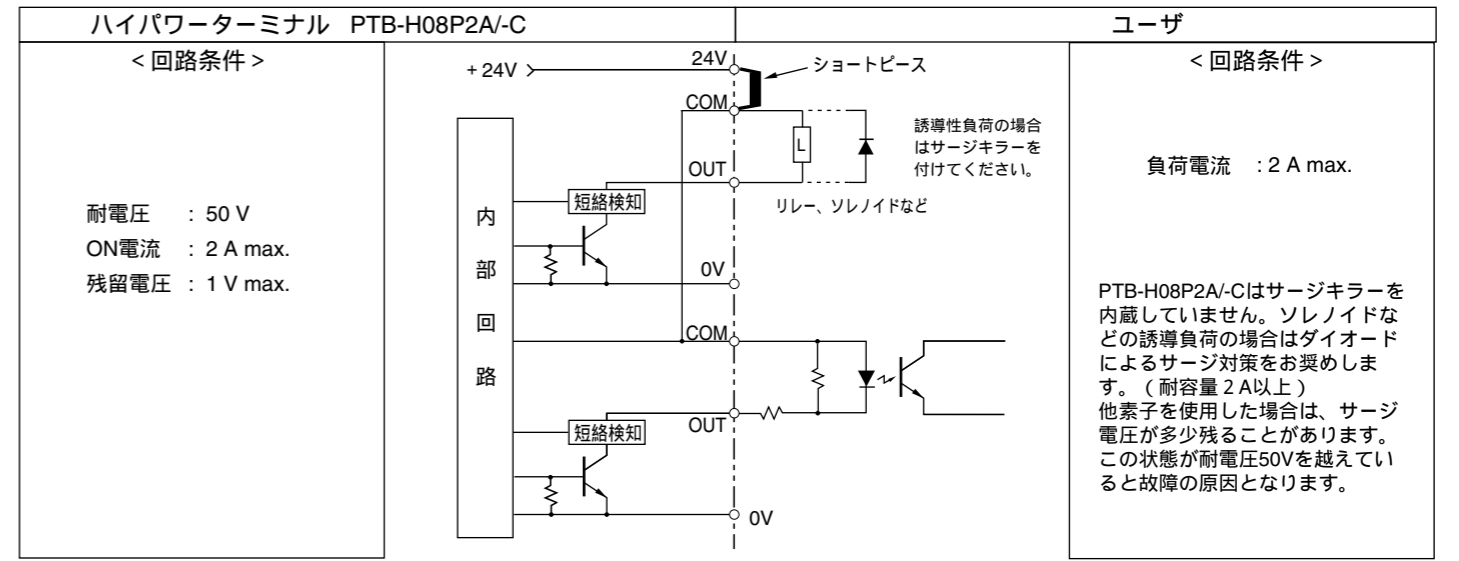 ハイパワーターミナル PTB-H08P2A/-C
ユーザ
＜回路条件＞
耐電圧 : 50 V
ON電流 : 2 A max.
残留電圧 : 1 V max.
+24V
24V
ショートピース
COM
L
誘導性負荷の場合
はサージキラーを
付けてください。
OUT
短絡検知
リレー、ソレノイドなど
内
部
回
路
0V
COM
OUT
短絡検知
0V
＜回路条件＞
負荷電流 : 2 A max.
PTB-H08P2A/-Cはサージキラーを
内蔵していません。ソレノイドな
どの誘導負荷の場合はダイオード
によるサージ対策をお奨めしま
す。（耐容量２A以上）
他素子を使用した場合は、サージ
電圧が多少残ることがあります。
この状態が耐電圧50Vを越えてい
ると故障の原因となります。